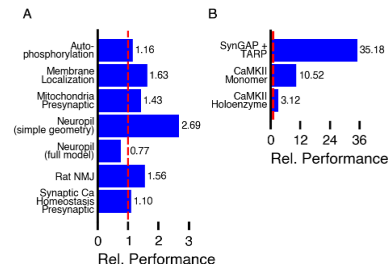 A
Auto-
phosphorylation
1.16
Membrane
Localization
1.63
Mitochondria
Presynaptic
1.43
Neuropil
(simple geometry)
2.69
Neuropil
(full model)
0.77
Rat NMJ
1.56
Synaptic Ca
Homeostasis
Presynaptic
1.10
0 1 2 3
Rel. Performance
B
SynGAP +
TARP
35.18
CaMKII
Monomer
10.52
CaMKII
Holoenzyme
3.12
0 12 24 36
Rel. Performance